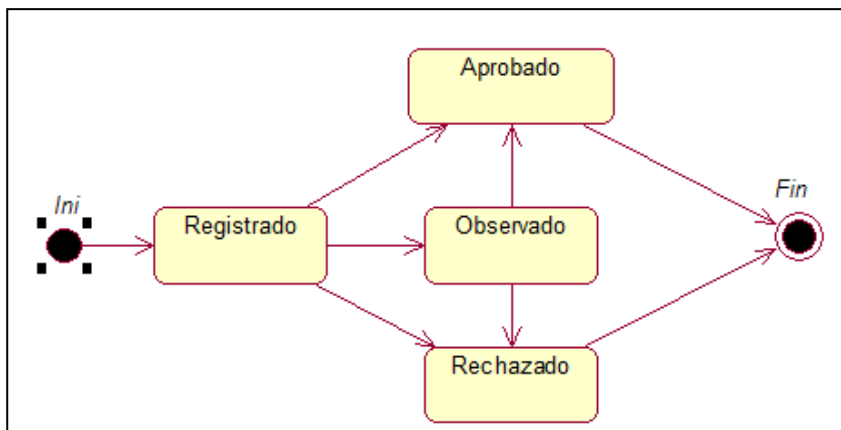 Aprobado
Ini
Fin
Registrado
Observado
Rechazado